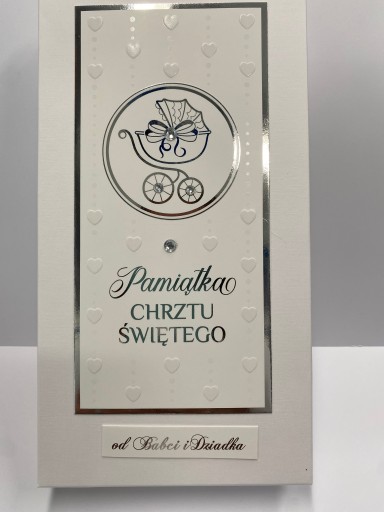 Pamiątka
CHRZTU
ŚWIĘTEGO
od Babci i Dziadka